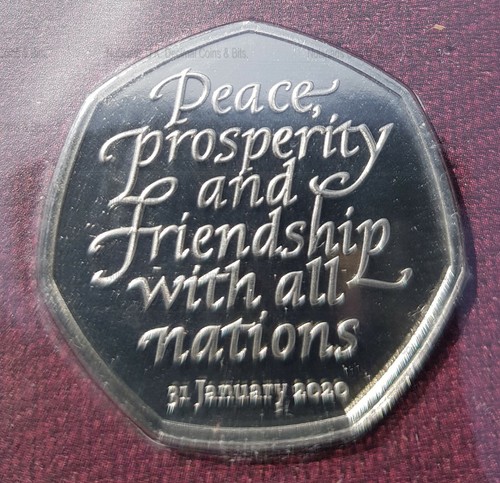 Peace,
prosperity
and
friendship
with all
nations
31 January 2020